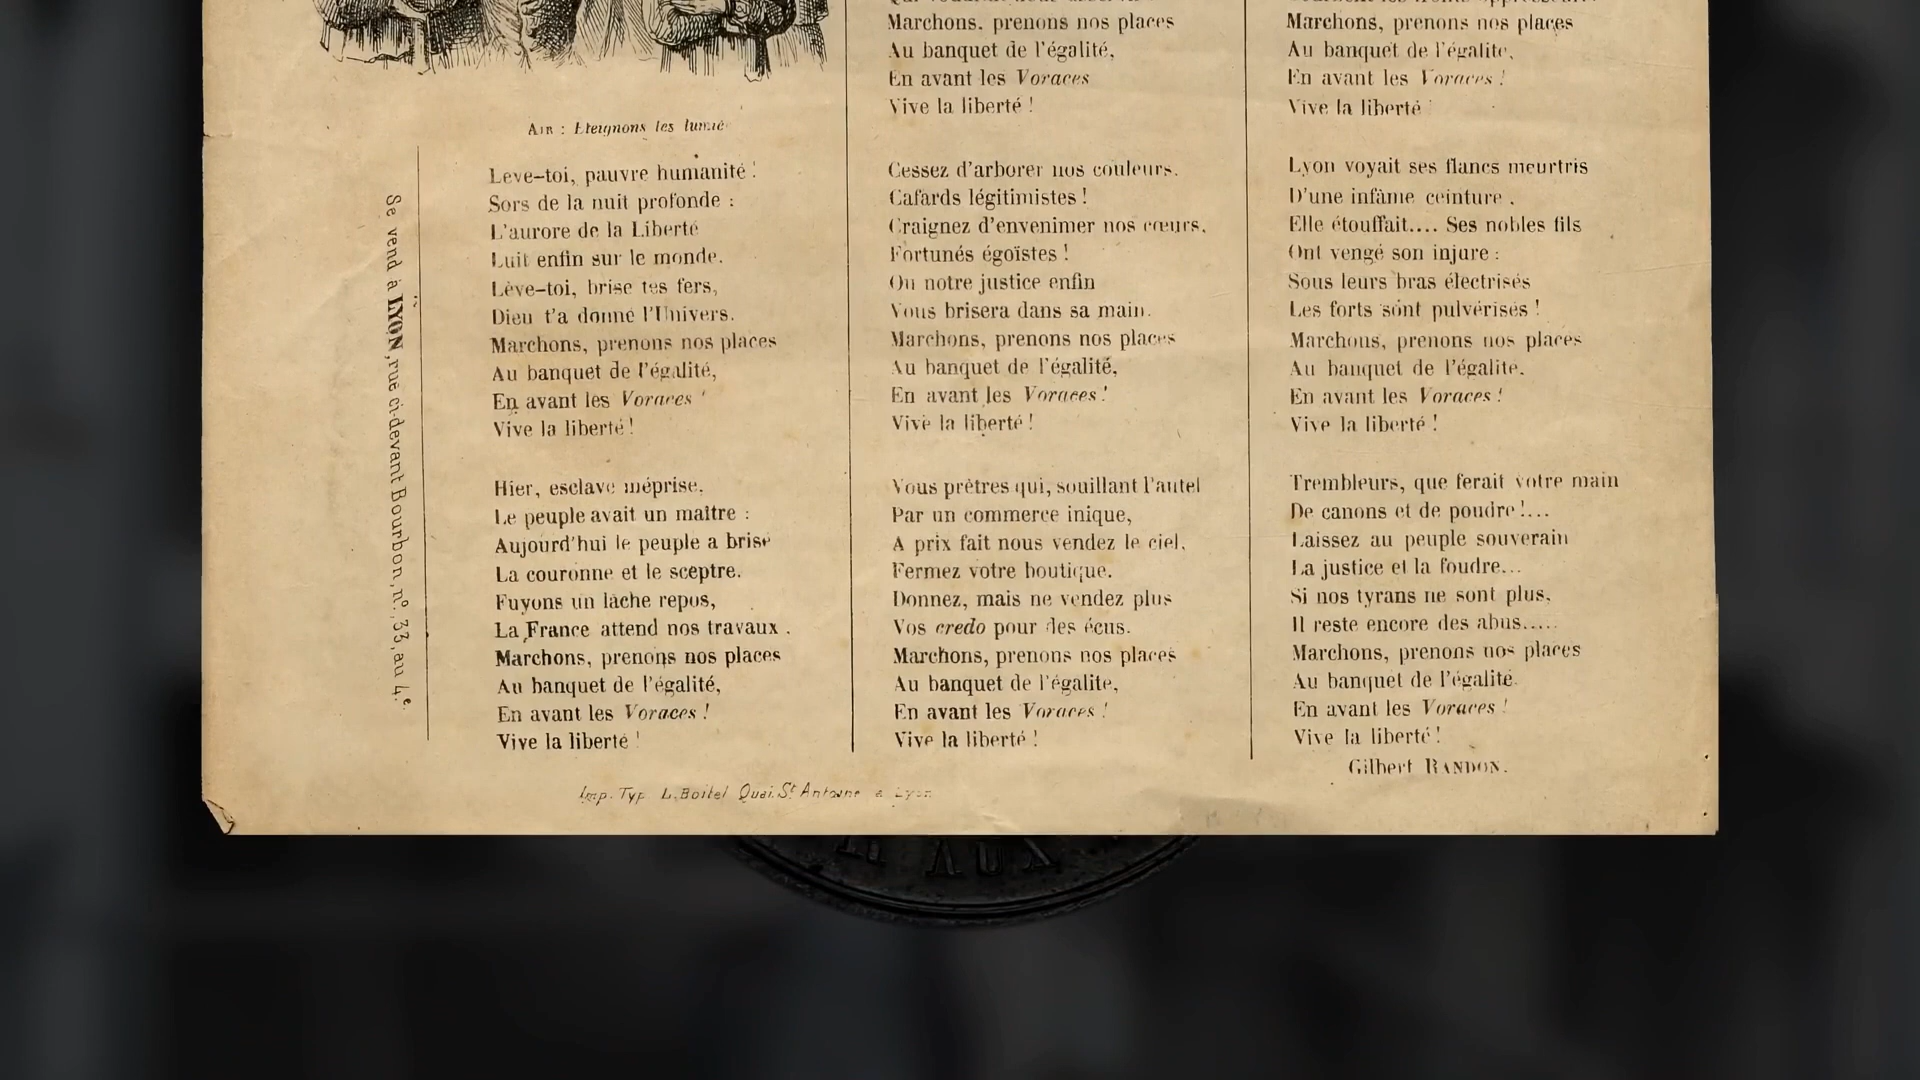 AIR : Eteignons les
Leve-toi, pauvre humanité !
Sors de la nuit profonde :
L'aurore de la Liberté
Luit enfin sur le monde.
Lève-toi, brise tes fers,
Dieu t'a donné l'Univers.
Marchons, prenons nos places
Au banquet de l'égalité,
En avant les Voraces !
Vive la liberté !
Hier, esclave méprise,
Le peuple avait un maître :
Aujourd'hui le peuple a brisé
La couronne et le sceptre.
Fuyons un lâche repos,
La France attend nos travaux.
Marchons, prenons nos places
Au banquet de l'égalité,
En avant les Voraces !
Vive la liberté !
Marchons, prenons nos places
Au banquet de l'égalité,
En avant les Voraces
Vive la liberté !
Cessez d'arborer nos couleurs,
Cafards légitimistes !
Craignez d'envenimer nos cœurs,
Fortunés égoïstes !
Ou notre justice enfin
Vous brisera dans sa main.
Marchons, prenons nos places
Au banquet de l'égalité,
En avant les Voraces !
Vive la liberté !
Vous prètres qui, souillant l'autel
Par un commerce inique,
A prix fait nous vendez le ciel,
Fermez votre boutique.
Donnez, mais ne vendez plus
Vos credo pour des écus.
Marchons, prenons nos places
Au banquet de l'égalite,
En avant les Voraces !
Vive la liberté !
Marchons, prenons nos places
Au banquet de l'égalite,
En avant les Voraces !
Vive la liberté
Lyon voyait ses flancs meurtris
D'une infâme ceinture,
Elle étouffait.... Ses nobles fils
Ont vengé son injure :
Sous leurs bras électrisés
Les forts sont pulvérisés !
Marchons, prenons nos places
Au banquet de l'égalite,
En avant les Voraces !
Vive la liberté !
Trembleurs, que ferait votre main
De canons et de poudre !...
Laissez au peuple souverain
La justice et la foudre...
Si nos tyrans ne sont plus,
Il reste encore des abus.....
Marchons, prenons nos places
Au banquet de l'égalité.
En avant les Voraces !
Vive la liberté !
Gilbert RANDON.
Se vend à LYON, rue ci-devant Bourbon, nº 33, au 4e.
Imp. Typ L. Boitel Quai St Antoine a Lyon